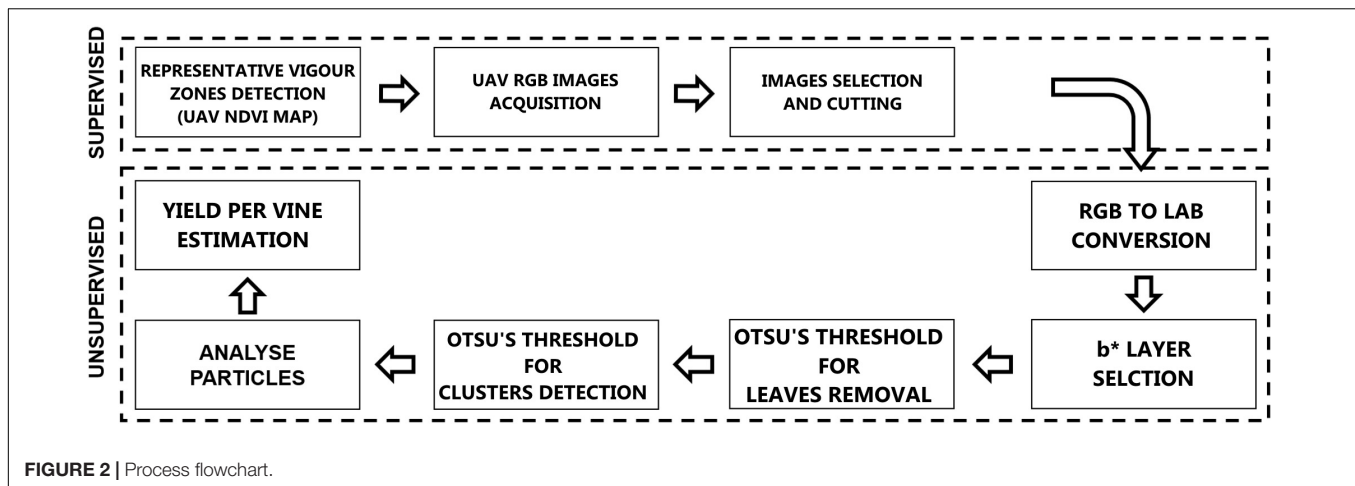 SUPERVISED
REPRESENTATIVE VIGOUR
ZONES DETECTION
(UAV NDVI MAP)
UAV RGB IMAGES
ACQUISITION
IMAGES SELECTION
AND CUTTING
UNSUPERVISED
RGB TO LAB
CONVERSION
b* LAYER
SELCTION
OTSU'S THRESHOLD
FOR
LEAVES REMOVAL
OTSU'S THRESHOLD
FOR
CLUSTERS DETECTION
ANALYSE
PARTICLES
YIELD PER VINE
ESTIMATION
FIGURE 2 | Process flowchart.